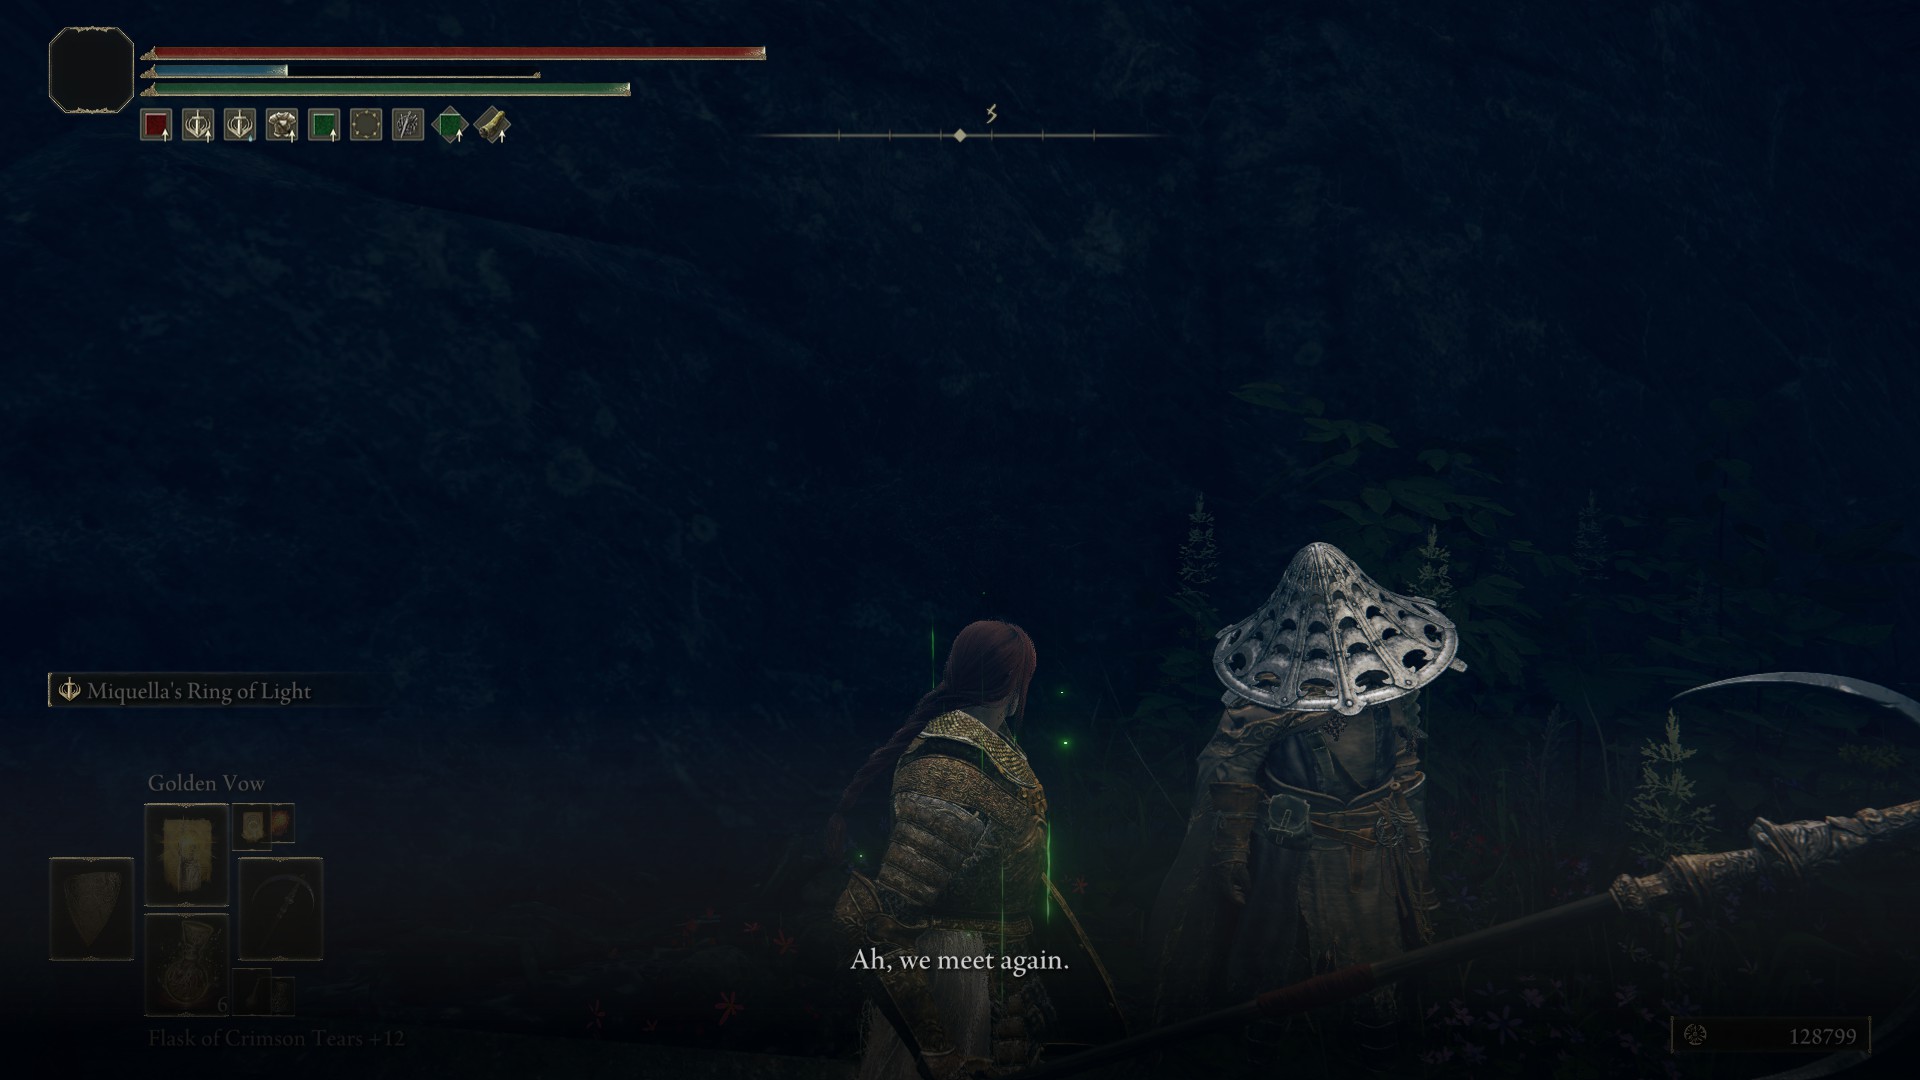 S
Miquella's Ring of Light
Golden Vow
Ah, we meet again.
6
Flask of Crimson Tears +12
128799